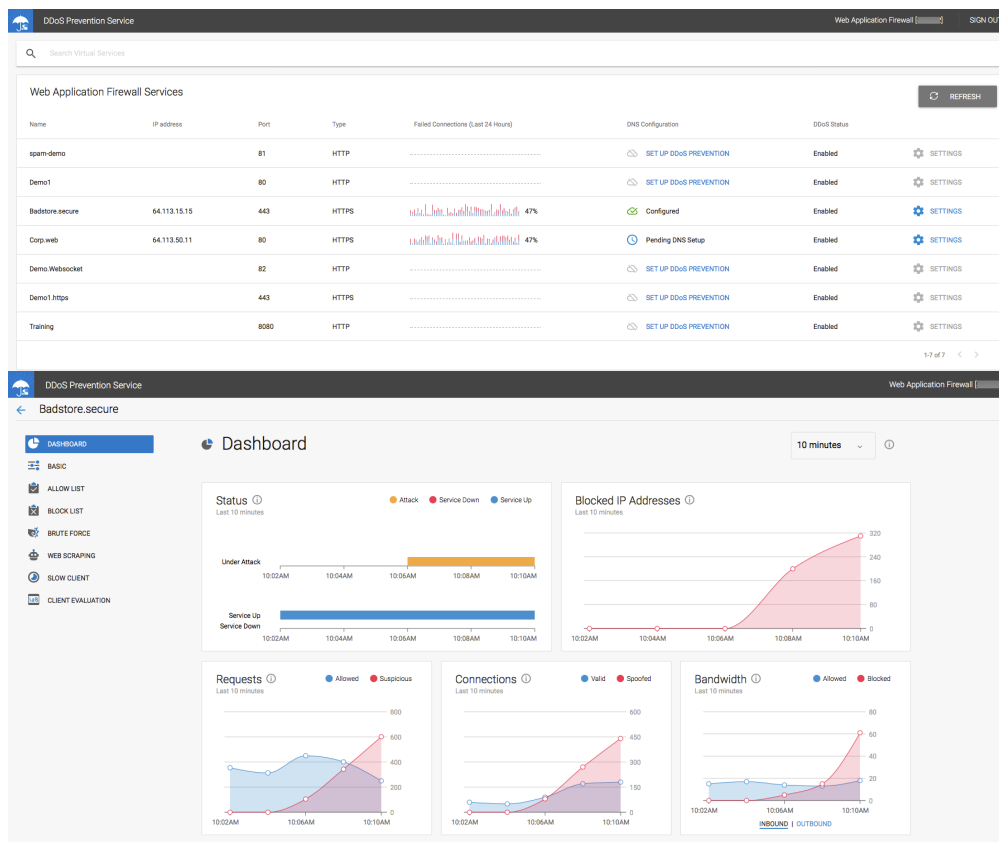 DDoS Prevention Service
Web Application Firewall [
SIGN OUT
Search Virtual Services
Web Application Firewall Services
REFRESH
Name IP address Port Type Failed Connections (Last 24 Hours) DNS Configuration DDoS Status
spam-demo 81 HTTP SET UP DDoS PREVENTION Enabled SETTINGS
Demo1 80 HTTP SET UP DDoS PREVENTION Enabled SETTINGS
Badstore.secure 64.113.15.15 443 HTTPS 47% Configured Enabled SETTINGS
Corp.web 64.113.50.11 80 HTTPS 47% Pending DNS Setup Enabled SETTINGS
Demo.Websocket 82 HTTP SET UP DDoS PREVENTION Enabled SETTINGS
Demo1.https 443 HTTPS SET UP DDoS PREVENTION Enabled SETTINGS
Training 8080 HTTP SET UP DDoS PREVENTION Enabled SETTINGS
1-7 of 7
DDoS Prevention Service
Web Application Firewall [
Badstore.secure
DASHBOARD
BASIC
ALLOW LIST
BLOCK LIST
BRUTE FORCE
WEB SCRAPING
SLOW CLIENT
CLIENT EVALUATION
Dashboard
10 minutes
Status
Attack Service Down Service Up
Last 10 minutes
Under Attack
10:02AM 10:04AM 10:06AM 10:08AM 10:10AM
Service Up
Service Down
10:02AM 10:04AM 10:06AM 10:08AM 10:10AM
Blocked IP Addresses
Last 10 minutes
320
240
160
80
0
10:02AM 10:04AM 10:06AM 10:08AM 10:10AM
Requests
Allowed Suspicious
Last 10 minutes
800
600
400
200
0
10:02AM 10:06AM 10:10AM
Connections
Valid Spoofed
Last 10 minutes
600
450
300
150
0
10:02AM 10:06AM 10:10AM
Bandwidth
Allowed Blocked
Last 10 minutes
80
60
40
20
0
10:02AM 10:06AM 10:10AM
INBOUND | OUTBOUND